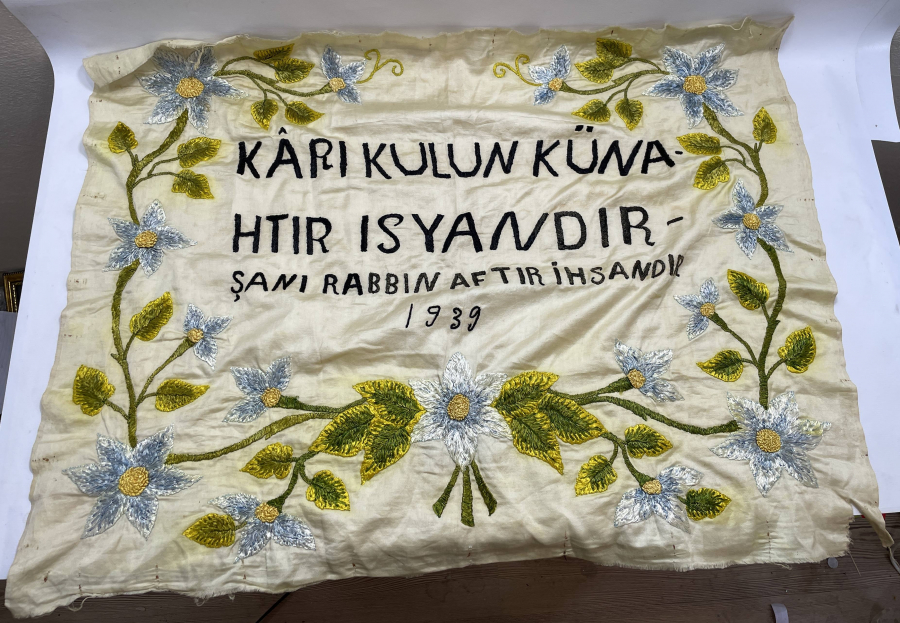 KÂRI KULUN KÜNA-
HTIR ISYANDIR-
ŞANI RABBIN AFTIR İHSANDIR
1939